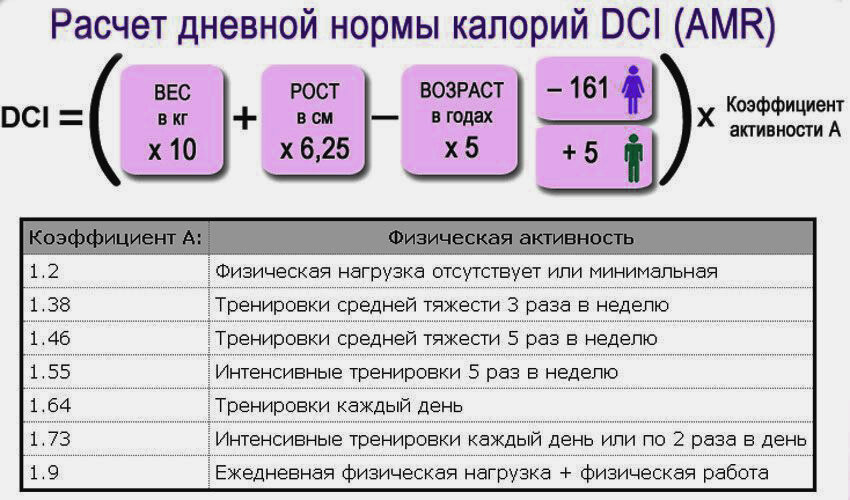 Расчет дневной нормы калорий DCI (AMR)
DCI = (
ВЕС
в кг
x 10
+
РОСТ
в см
x 6,25
−
ВОЗРАСТ
в годах
x 5
− 161
+ 5
) x
Коэффициент
активности А
Коэффициент А: Физическая активность
1.2 Физическая нагрузка отсутствует или минимальная
1.38 Тренировки средней тяжести 3 раза в неделю
1.46 Тренировки средней тяжести 5 раз в неделю
1.55 Интенсивные тренировки 5 раз в неделю
1.64 Тренировки каждый день
1.73 Интенсивные тренировки каждый день или по 2 раза в день
1.9 Ежедневная физическая нагрузка + физическая работа